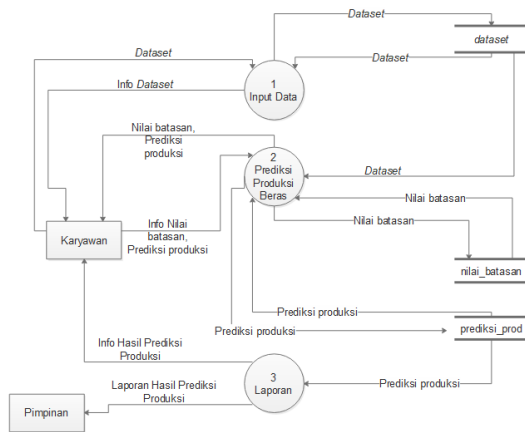 Dataset
dataset
Dataset
Dataset
1
Input Data
Info Dataset
Nilai batasan,
Prediksi
produksi
2
Prediksi
Produksi
Beras
Dataset
Nilai batasan
Karyawan
Info Nilai
batasan,
Prediksi produksi
Nilai batasan
nilai_batasan
Prediksi produksi
Prediksi produksi
prediksi_prod
Info Hasil Prediksi
Produksi
3
Laporan
Prediksi produksi
Laporan Hasil Prediksi
Produksi
Pimpinan